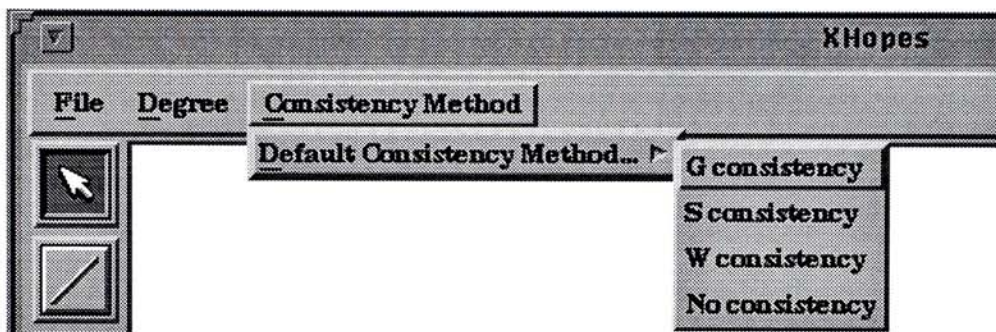 XHopes
File Degree Consistency Method
Default Consistency Method...
G consistency
S consistency
W consistency
No consistency